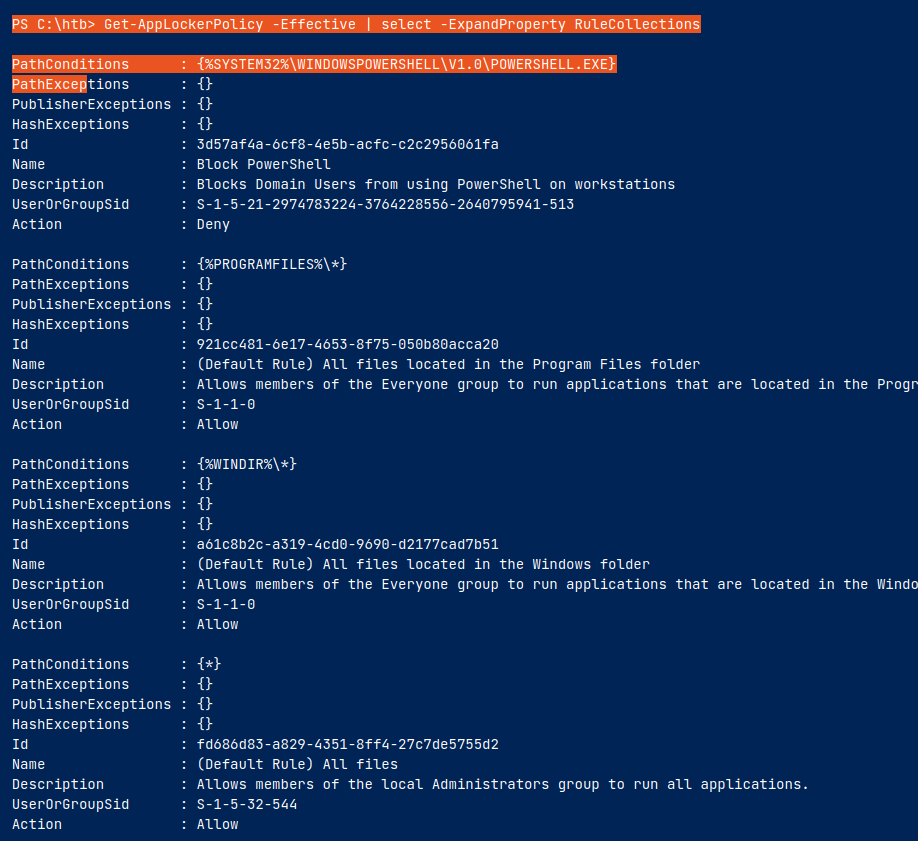 PS C:\htb> Get-AppLockerPolicy -Effective | select -ExpandProperty RuleCollections
PathConditions      : {%SYSTEM32%\WINDOWSPOWERSHELL\V1.0\POWERSHELL.EXE}
PathExceptions      : {}
PublisherExceptions : {}
HashExceptions      : {}
Id                  : 3d57af4a-6cf8-4e5b-acfc-c2c2956061fa
Name                : Block PowerShell
Description         : Blocks Domain Users from using PowerShell on workstations
UserOrGroupSid      : S-1-5-21-2974783224-3764228556-2640795941-513
Action              : Deny
PathConditions      : {%PROGRAMFILES%\*}
PathExceptions      : {}
PublisherExceptions : {}
HashExceptions      : {}
Id                  : 921cc481-6e17-4653-8f75-050b80acca20
Name                : (Default Rule) All files located in the Program Files folder
Description         : Allows members of the Everyone group to run applications that are located in the Progr
UserOrGroupSid      : S-1-1-0
Action              : Allow
PathConditions      : {%WINDIR%\*}
PathExceptions      : {}
PublisherExceptions : {}
HashExceptions      : {}
Id                  : a61c8b2c-a319-4cd0-9690-d2177cad7b51
Name                : (Default Rule) All files located in the Windows folder
Description         : Allows members of the Everyone group to run applications that are located in the Windo
UserOrGroupSid      : S-1-1-0
Action              : Allow
PathConditions      : {*}
PathExceptions      : {}
PublisherExceptions : {}
HashExceptions      : {}
Id                  : fd686d83-a829-4351-8ff4-27c7de5755d2
Name                : (Default Rule) All files
Description         : Allows members of the local Administrators group to run all applications.
UserOrGroupSid      : S-1-5-32-544
Action              : Allow